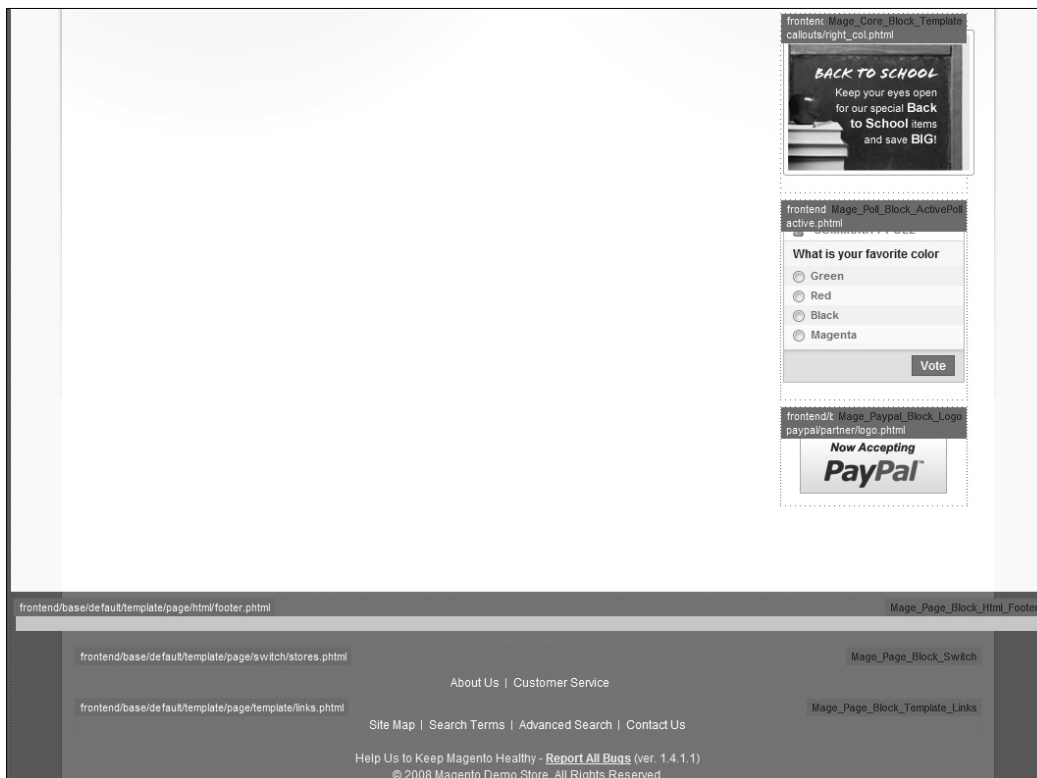 frontend Mage_Core_Block_Template
callouts/right_col.phtml
BACK TO SCHOOL
Keep your eyes open
for our special Back
to School items
and save BIG!
frontend Mage_Poll_Block_ActivePoll
active.phtml
COMMUNITY POLL
What is your favorite color
Green
Red
Black
Magenta
Vote
frontend/b Mage_Paypal_Block_Logo
paypal/partner/logo.phtml
Now Accepting
PayPal™
frontend/base/default/template/page/html/footer.phtml Mage_Page_Block_Html_Footer
frontend/base/default/template/page/switch/stores.phtml Mage_Page_Block_Switch
About Us | Customer Service
frontend/base/default/template/page/template/links.phtml Mage_Page_Block_Template_Links
Site Map | Search Terms | Advanced Search | Contact Us
Help Us to Keep Magento Healthy - Report All Bugs (ver. 1.4.1.1)
© 2008 Magento Demo Store. All Rights Reserved.